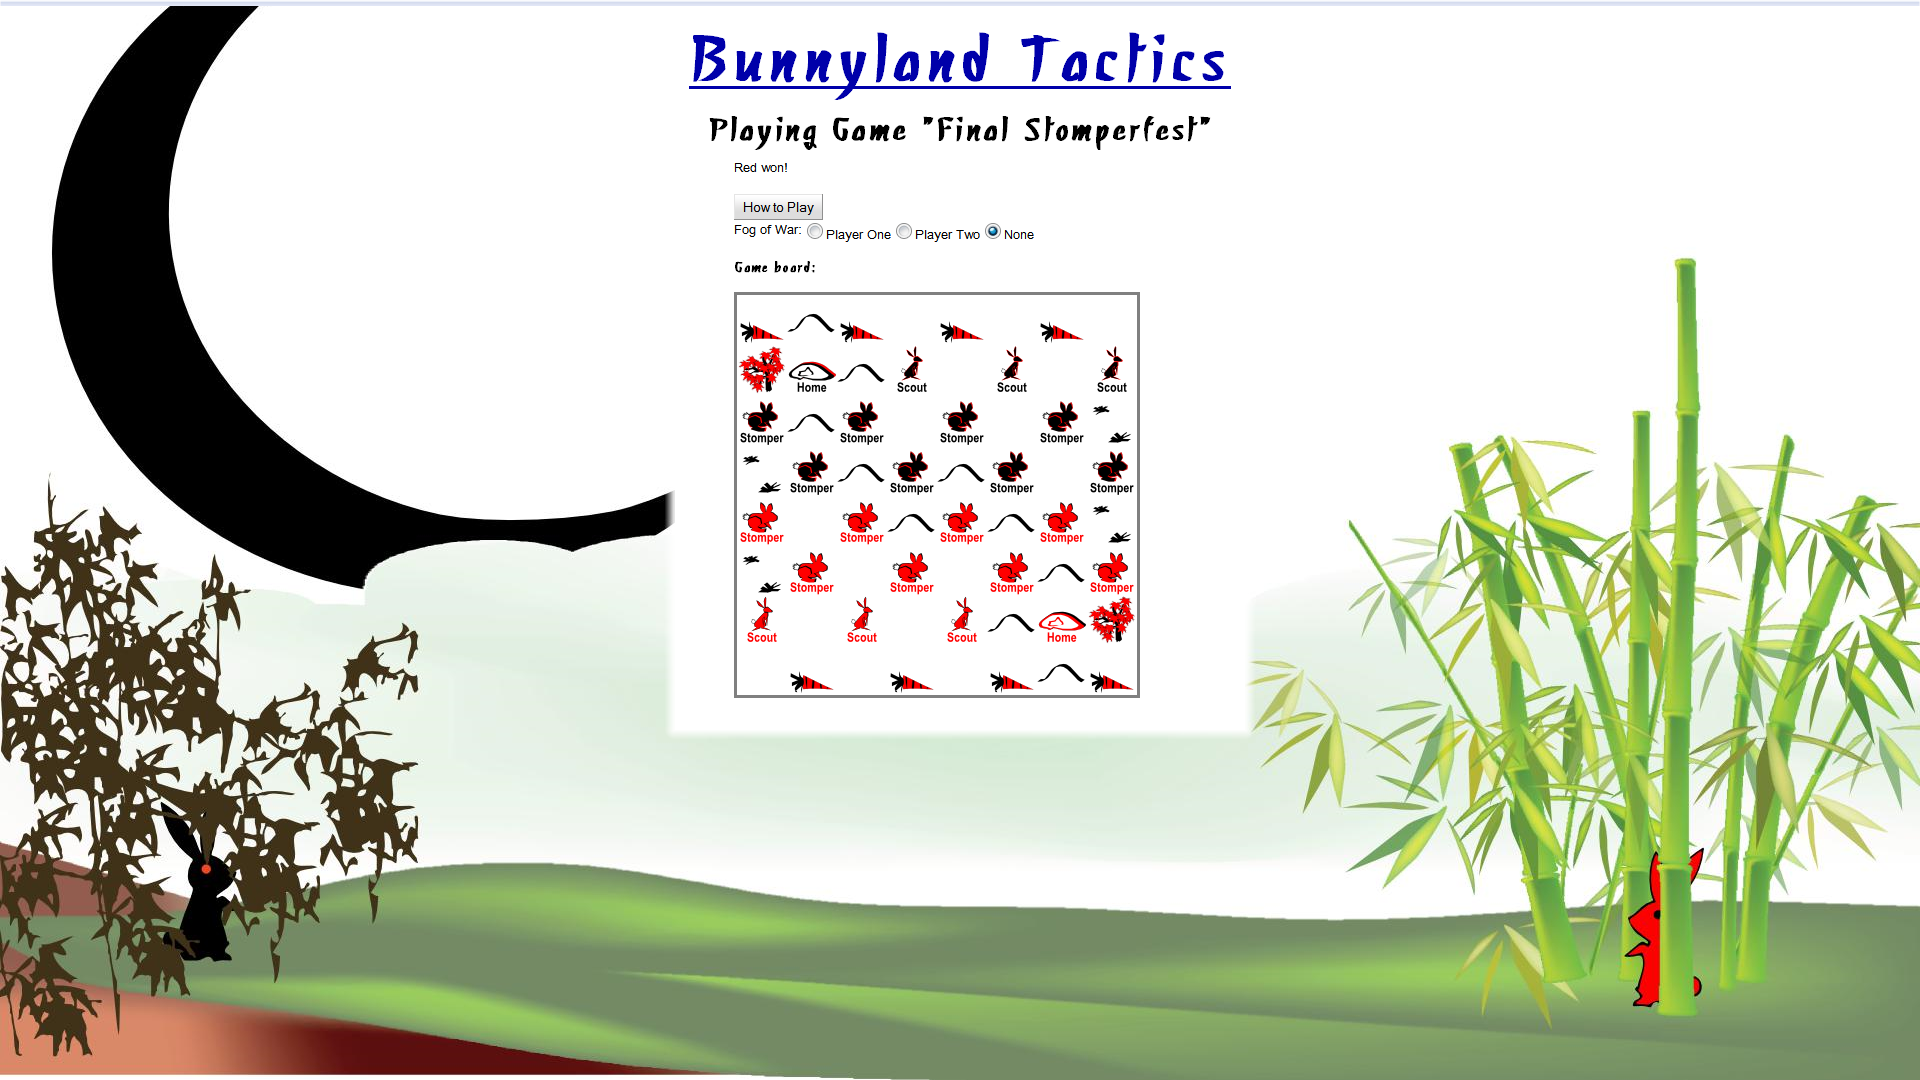 Bunnyland Tactics
Playing Game "Final Stomperfest"
Red won!
How to Play
Fog of War: Player One Player Two None
Game board:
Home Scout Scout Scout
Stomper Stomper Stomper Stomper
Stomper Stomper Stomper Stomper
Stomper Stomper Stomper Stomper
Stomper Stomper Stomper Stomper
Scout Scout Scout Home